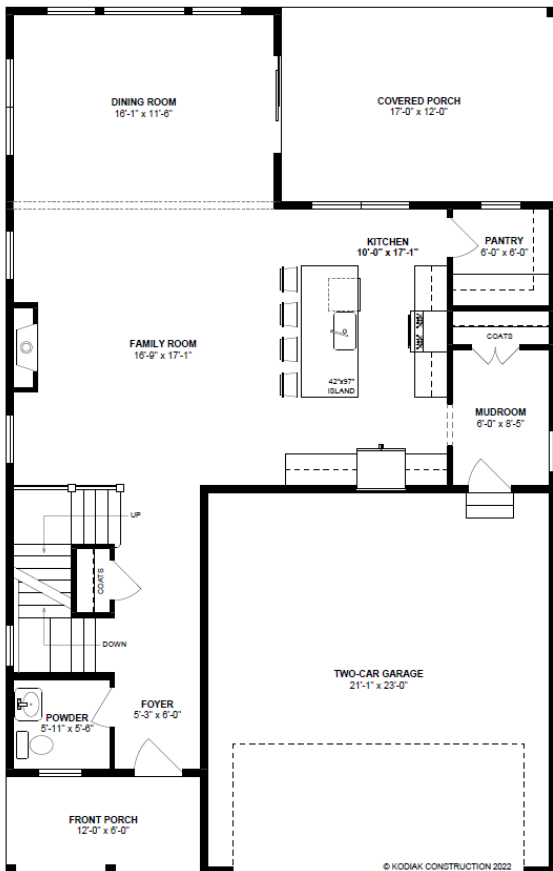 DINING ROOM
16'-1" x 11'-6"
COVERED PORCH
17'-0" x 12'-0"
KITCHEN
10'-0" x 17'-1"
PANTRY
6'-0" x 6'-0"
COATS
FAMILY ROOM
16'-9" x 17'-1"
42"x97"
ISLAND
MUDROOM
6'-0" x 8'-5"
UP
COATS
DOWN
TWO-CAR GARAGE
21'-1" x 23'-0"
FOYER
5'-3" x 6'-0"
POWDER
5'-11" x 5'-6"
FRONT PORCH
12'-0" x 6'-0"
© KODIAK CONSTRUCTION 2022